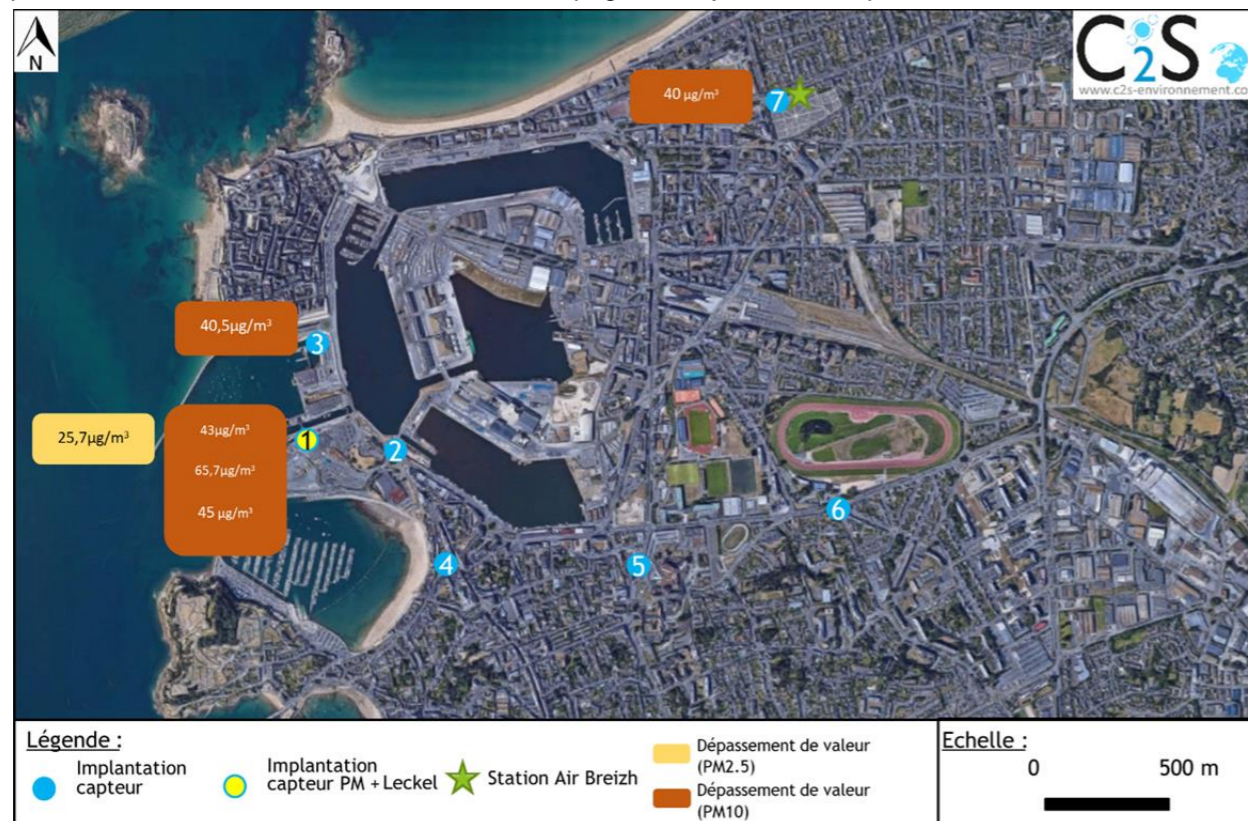 N
C2S
www.c2s-environnement.co
40 µg/m³
7
40,5µg/m³
3
25,7µg/m³
43µg/m³
65,7µg/m³
45 µg/m³
1
2
6
4
5
Légende :
Implantation
capteur
Implantation
capteur PM + Leckel
Station Air Breizh
Dépassement de valeur
(PM2.5)
Dépassement de valeur
(PM10)
Echelle :
0 500 m